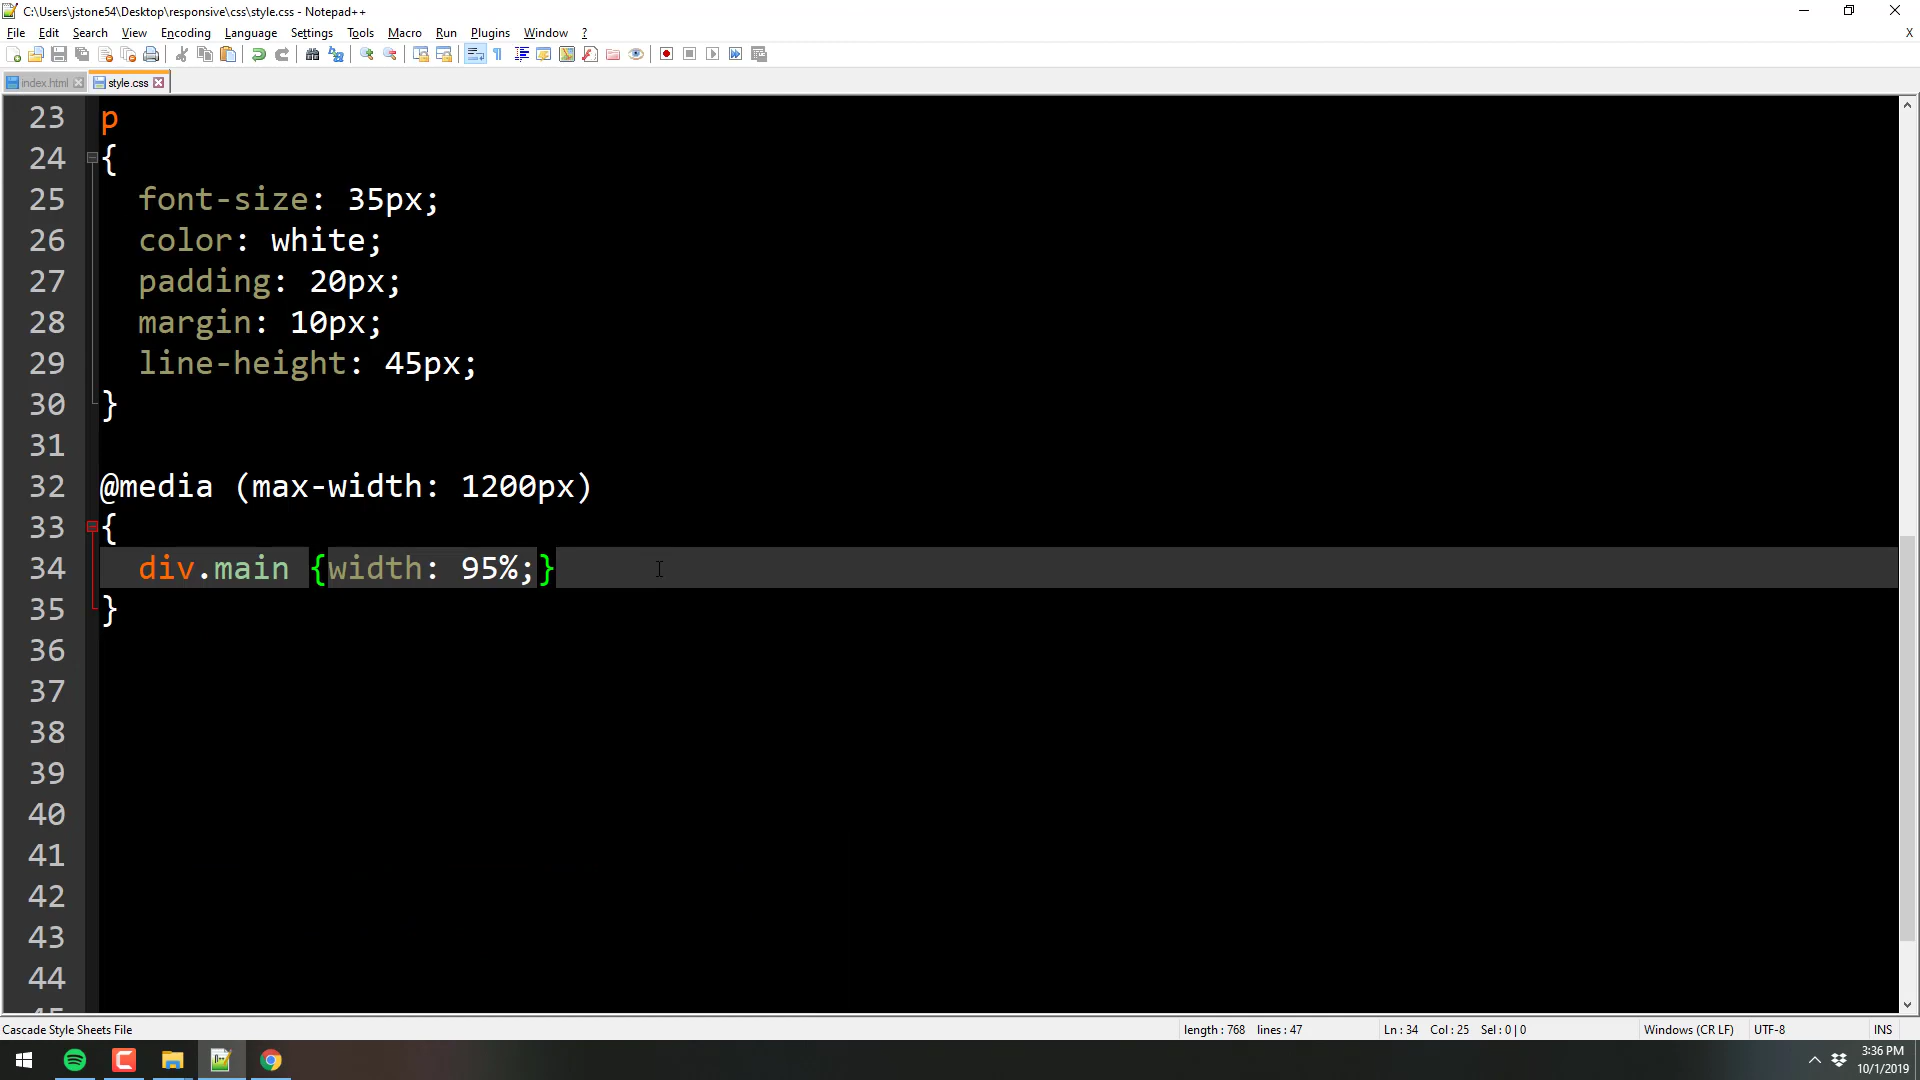 C:\Users\jstone54\Desktop\responsive\css\style.css - Notepad++
File Edit Search View Encoding Language Settings Tools Macro Run Plugins Window ? X
index.html style.css
23 p
24 {
25 font-size: 35px;
26 color: white;
27 padding: 20px;
28 margin: 10px;
29 line-height: 45px;
30 }
31
32 @media (max-width: 1200px)
33 {
34 div.main {width: 95%;}
35 }
36
37
38
39
40
41
42
43
44
45
Cascade Style Sheets File length : 768 lines : 47 Ln : 34 Col : 25 Sel : 0 | 0 Windows (CR LF) UTF-8 INS
3:36 PM
10/1/2019